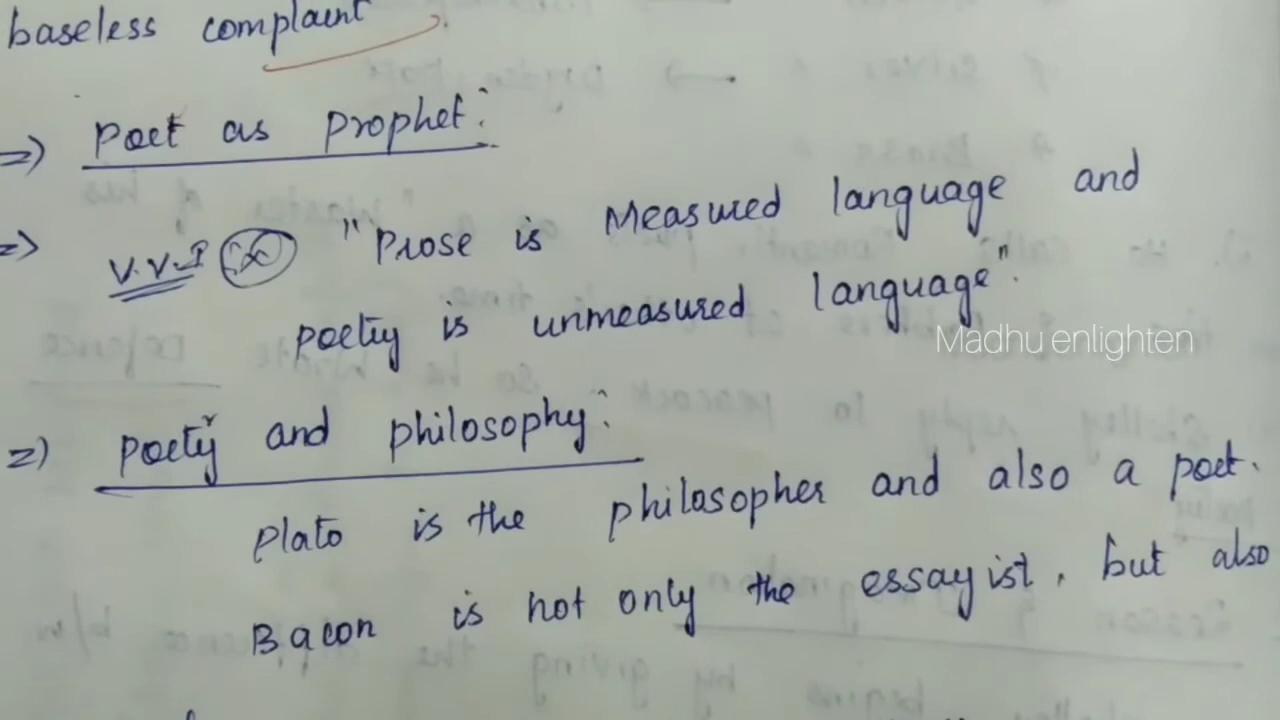 baseless complaint
=> Poet as prophet:
=> V.V.I "Prose is Measured language and
poetry is unmeasured language".
Madhu enlighten
=> Poetry and philosophy:
Plato is the philosopher and also a poet.
Bacon is not only the essayist, but also